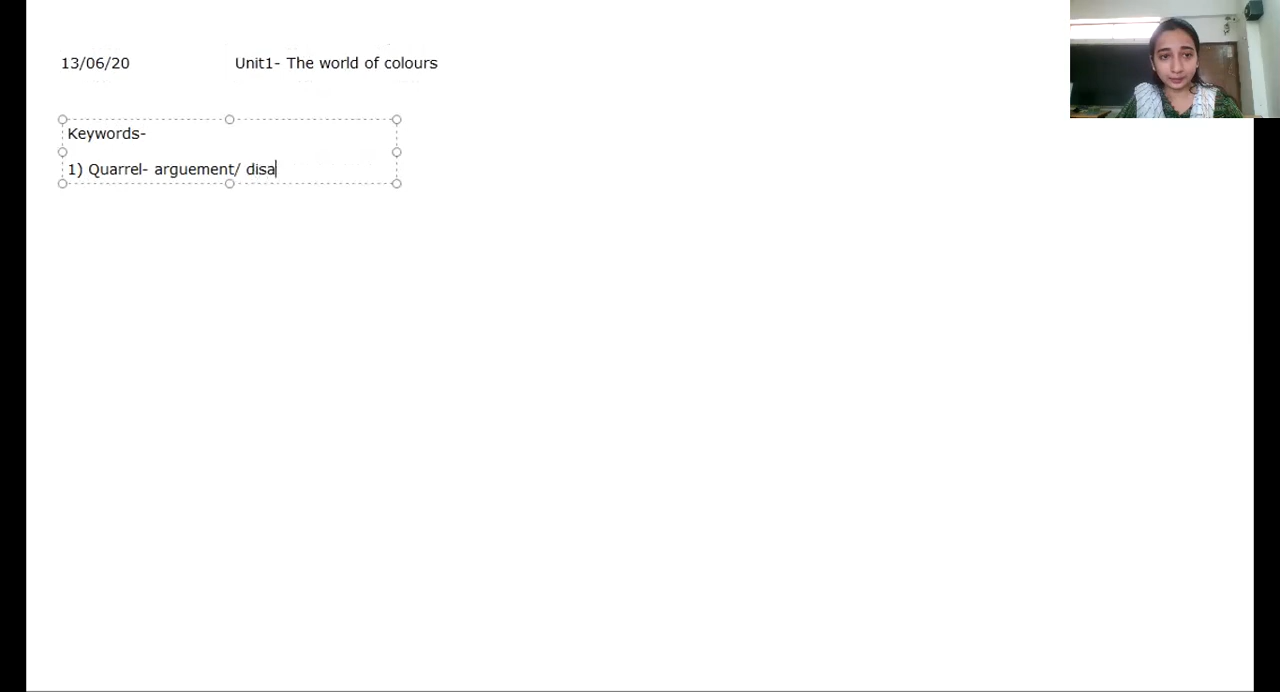 13/06/20 Unit1- The world of colours
Keywords-
1) Quarrel- arguement/ disa